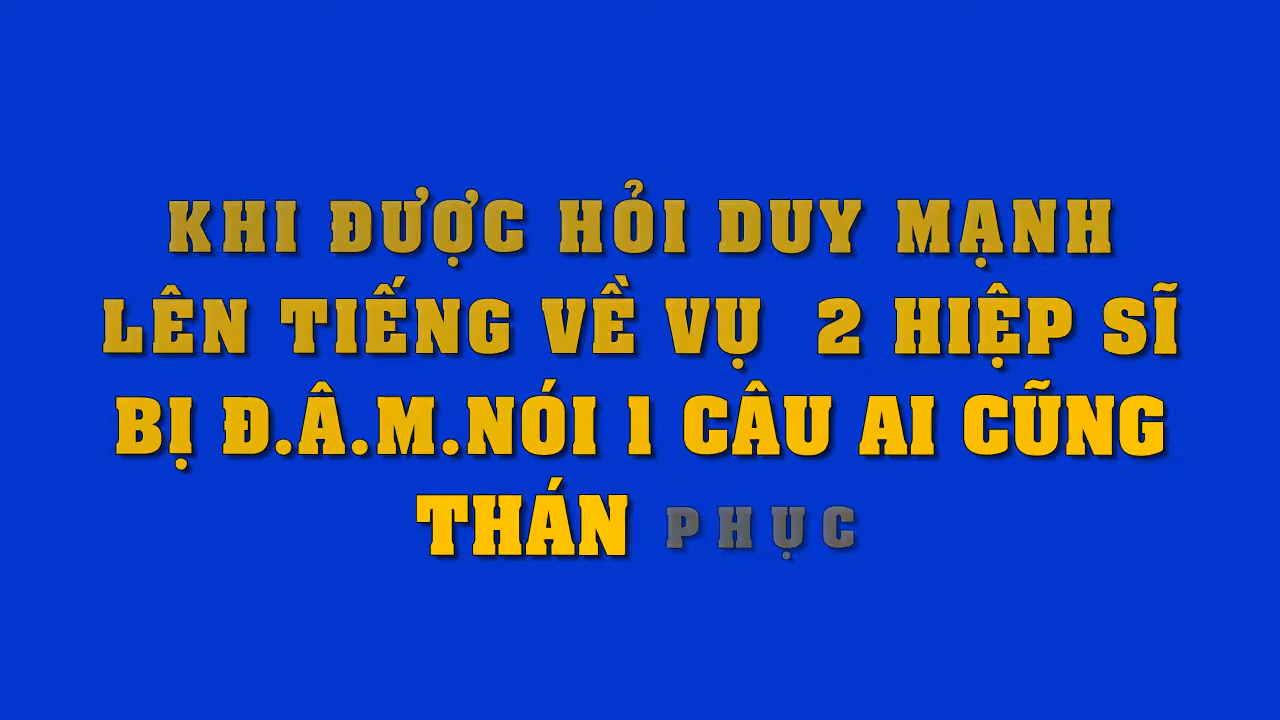 KHI ĐƯỢC HỎI DUY MẠNH
LÊN TIẾNG VỀ VỤ 2 HIỆP SĨ
BỊ Đ.Â.M.NÓI 1 CÂU AI CŨNG
THÁN PHỤC